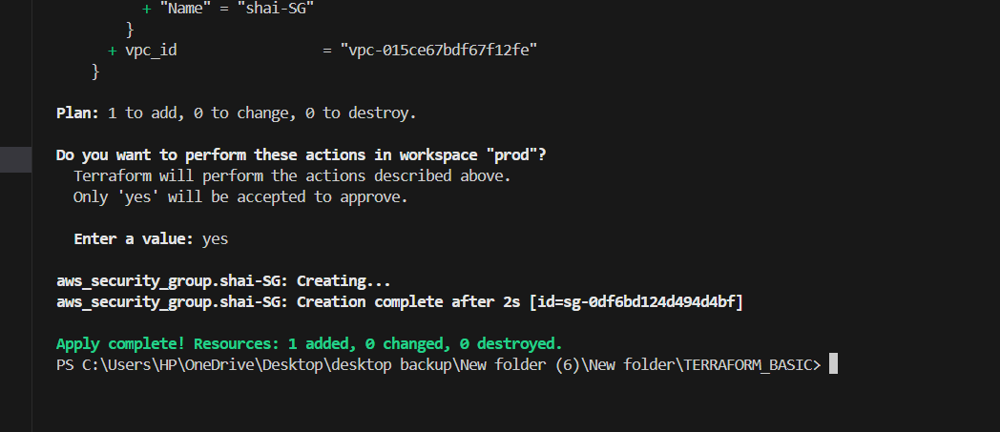 + "Name" = "shai-SG"
}
+ vpc_id = "vpc-015ce67bdf67f12fe"
}
Plan: 1 to add, 0 to change, 0 to destroy.
Do you want to perform these actions in workspace "prod"?
Terraform will perform the actions described above.
Only 'yes' will be accepted to approve.
Enter a value: yes
aws_security_group.shai-SG: Creating...
aws_security_group.shai-SG: Creation complete after 2s [id=sg-0df6bd124d494d4bf]
Apply complete! Resources: 1 added, 0 changed, 0 destroyed.
PS C:\Users\HP\OneDrive\Desktop\desktop backup\New folder (6)\New folder\TERRAFORM_BASIC>